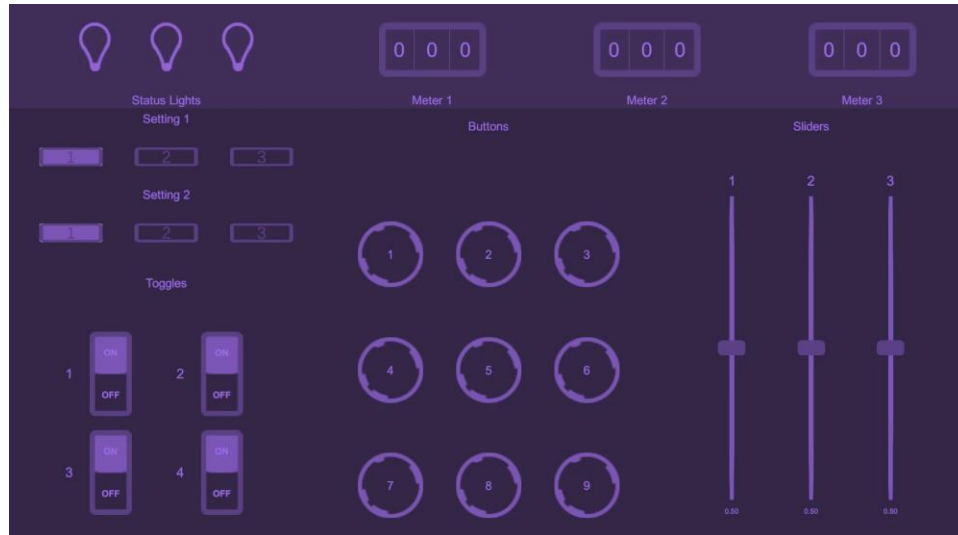 0 0 0
0 0 0
0 0 0
Status Lights
Meter 1
Meter 2
Meter 3
Setting 1
1 2 3
Setting 2
1 2 3
Toggles
1 ON OFF
2 ON OFF
3 ON OFF
4 ON OFF
Buttons
1 2 3
4 5 6
7 8 9
Sliders
1 2 3
0.50 0.50 0.50